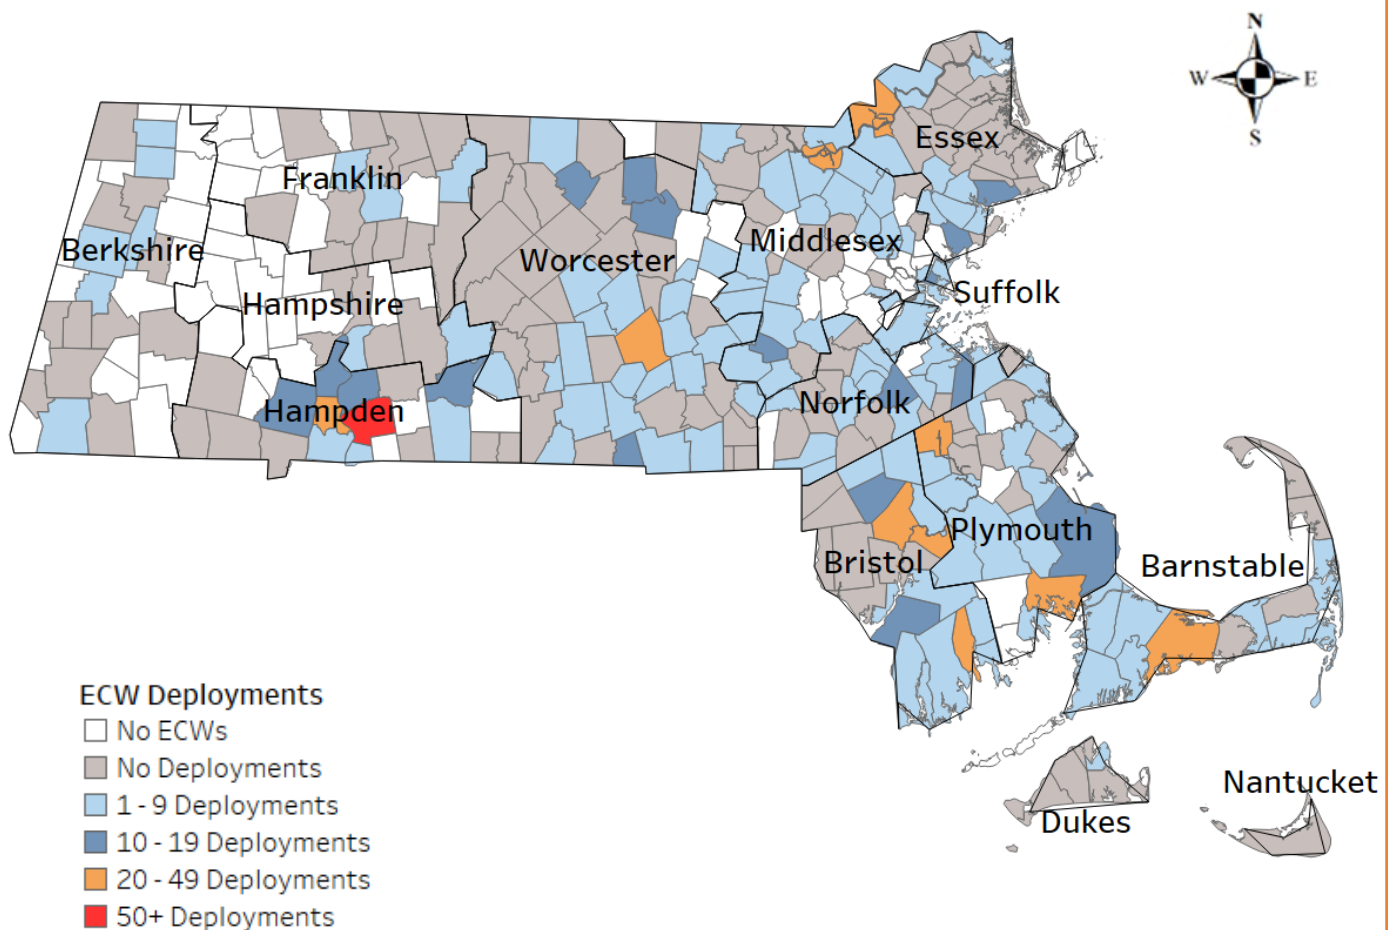 N
W E
S
Essex
Franklin
Middlesex
Berkshire
Worcester
Suffolk
Hampshire
Norfolk
Hampden
Plymouth
Bristol
Barnstable
ECW Deployments
No ECWs
No Deployments
1 - 9 Deployments
10 - 19 Deployments
20 - 49 Deployments
50+ Deployments
Nantucket
Dukes